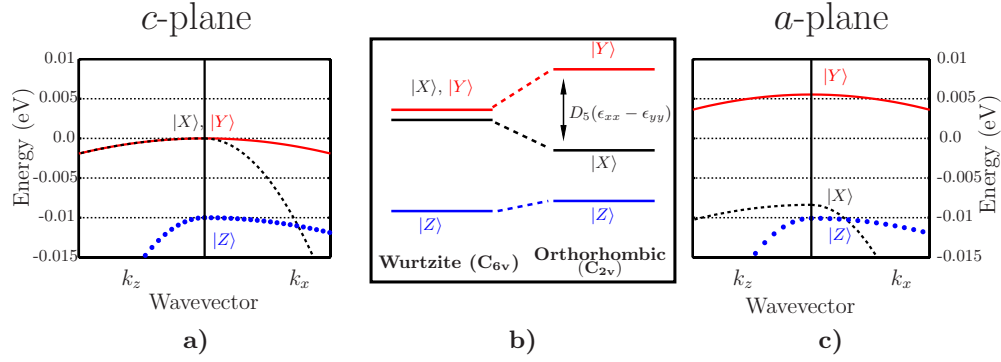 c-plane
a-plane
0.01
0.005
0.0
-0.005
-0.01
-0.015
Energy (eV)
|X⟩, |Y⟩
|Z⟩
k_z
k_x
Wavevector
a)
|X⟩, |Y⟩
|Y⟩
D_5(ϵ_xx − ϵ_yy)
|X⟩
|Z⟩
|Z⟩
Wurtzite (C_6v)
Orthorhombic
(C_2v)
b)
|Y⟩
|X⟩
|Z⟩
0.01
0.005
0.0
-0.005
-0.01
-0.015
Energy (eV)
k_z
k_x
Wavevector
c)